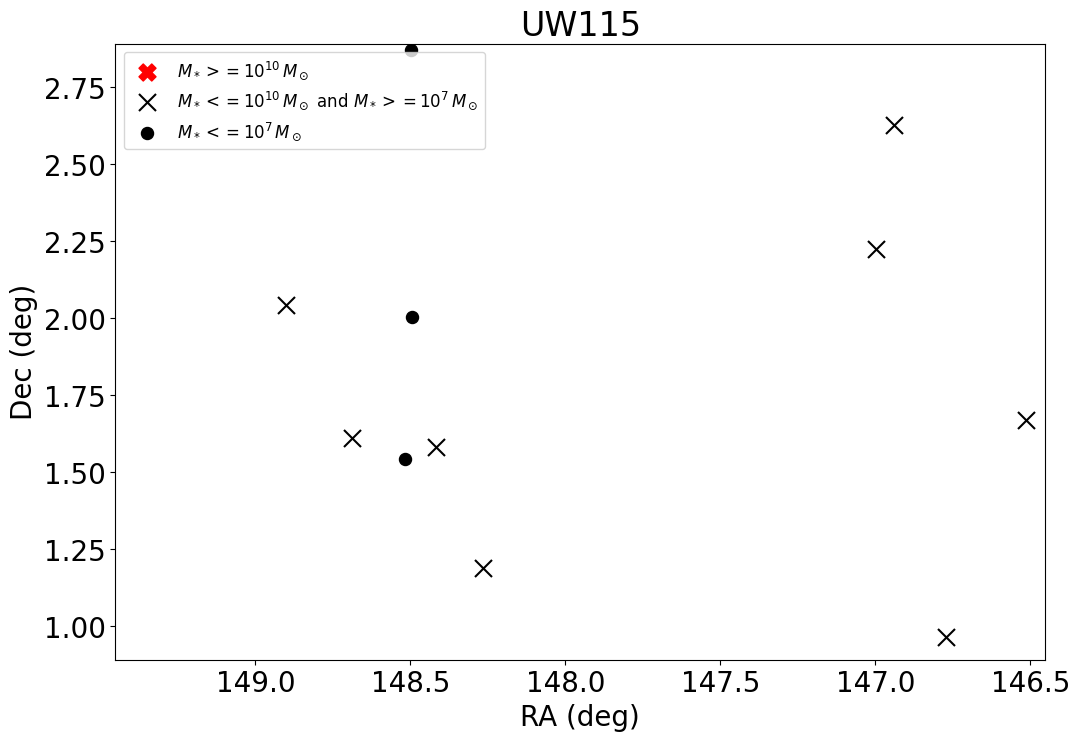 UW115
M* >= 10^10 M⊙
M* <= 10^10 M⊙ and M* >= 10^7 M⊙
M* <= 10^7 M⊙
2.75
2.50
2.25
2.00
1.75
1.50
1.25
1.00
Dec (deg)
149.0 148.5 148.0 147.5 147.0 146.5
RA (deg)